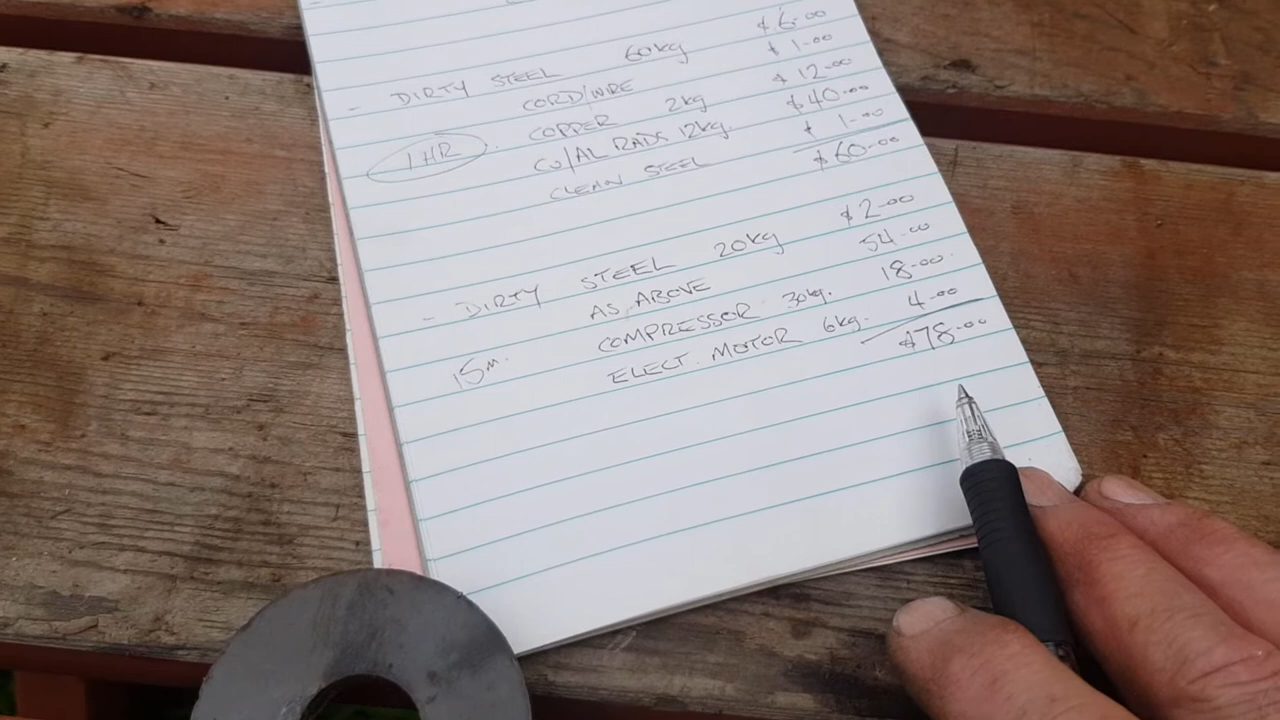 - DIRTY STEEL 60kg $6-00
CORD/WIRE $1-00
1 HR COPPER 2kg $12-00
CU/AL RADS 12kg. $40-00
CLEAN STEEL $1-00
$60-00
- DIRTY STEEL 20kg $2-00
AS ABOVE 54-00
15M. COMPRESSOR 30kg. 18-00.
ELECT. MOTOR 6kg. 4-00
$78-00